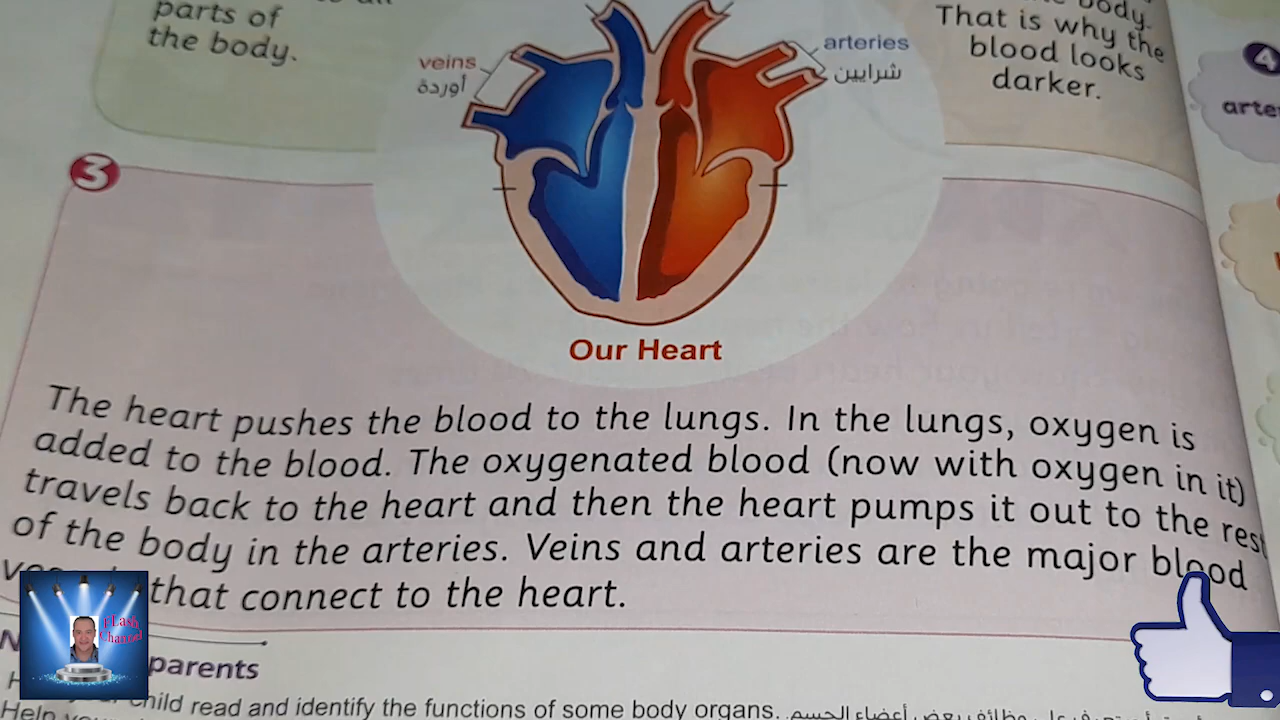 parts of
the body.
veins
أوردة
arteries
شرايين
body.
That is why the
blood looks
darker.
4
3
Our Heart
The heart pushes the blood to the lungs. In the lungs, oxygen is
added to the blood. The oxygenated blood (now with oxygen in it)
travels back to the heart and then the heart pumps it out to the rest
of the body in the arteries. Veins and arteries are the major blood
that connect to the heart.
parents
child read and identify the functions of some body organs.
Help
Flash
Channel